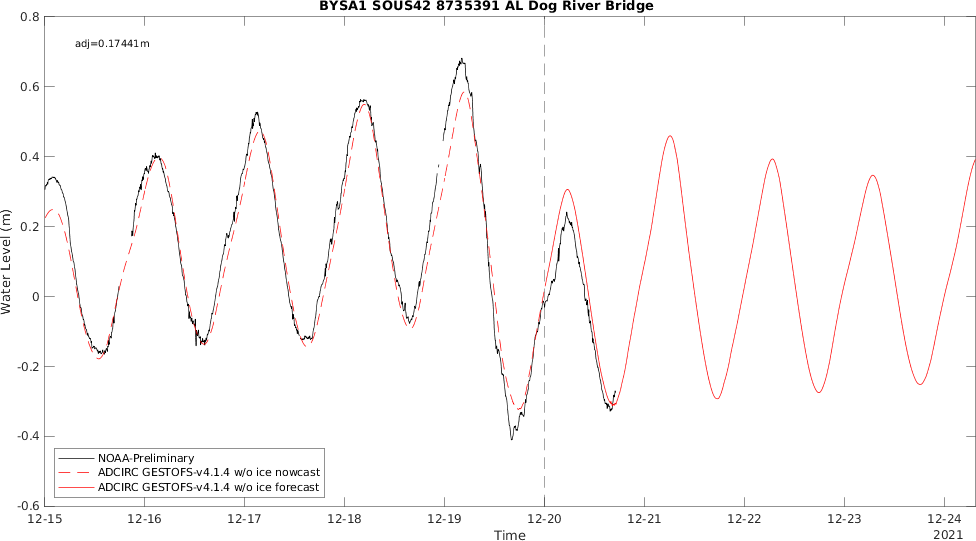 BYSA1 SOUS42 8735391 AL Dog River Bridge
adj=0.17441m
0.8
0.6
0.4
0.2
0
-0.2
-0.4
-0.6
Water Level (m)
NOAA-Preliminary
ADCIRC GESTOFS-v4.1.4 w/o ice nowcast
ADCIRC GESTOFS-v4.1.4 w/o ice forecast
12-15 12-16 12-17 12-18 12-19 12-20 12-21 12-22 12-23 12-24
Time
2021